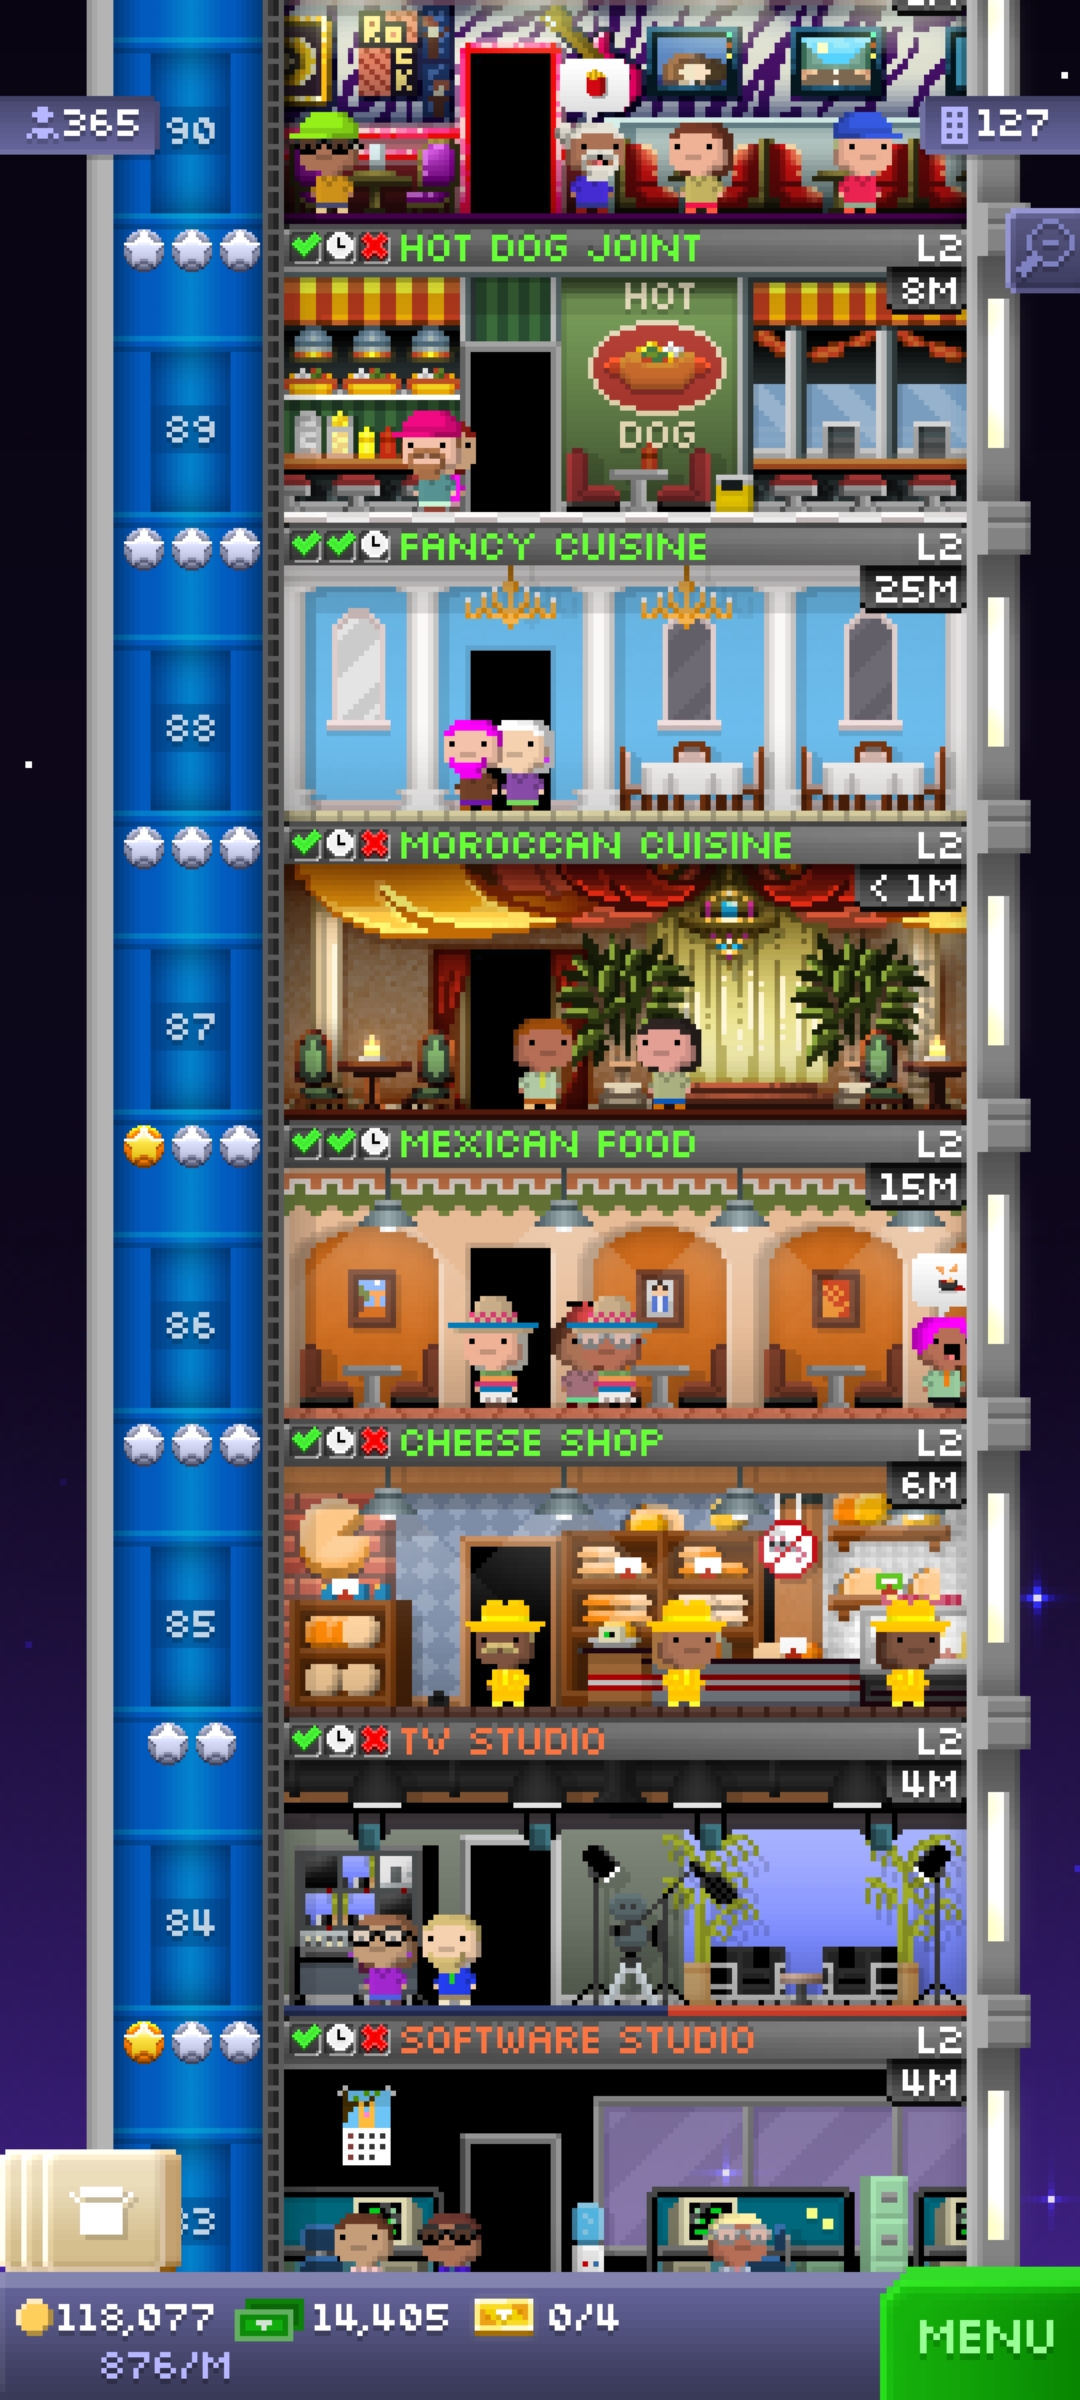 ROCK
365
90
127
HOT DOG JOINT L2
8M
HOT
DOG
89
FANCY CUISINE L2
25M
88
MOROCCAN CUISINE L2
< 1M
87
MEXICAN FOOD L2
15M
86
CHEESE SHOP L2
6M
85
TV STUDIO L2
4M
84
SOFTWARE STUDIO L2
4M
118,077 14,405 0/4
876/M
MENU